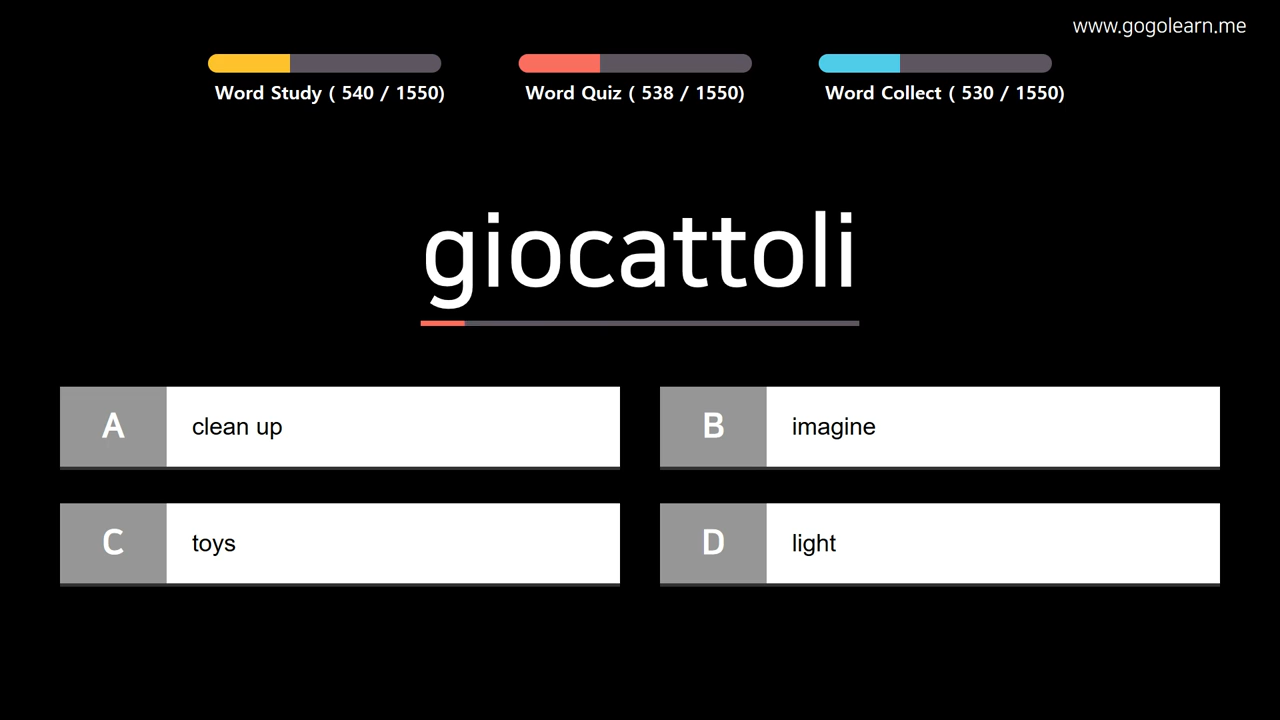 www.gogolearn.me
Word Study ( 540 / 1550)
Word Quiz ( 538 / 1550)
Word Collect ( 530 / 1550)
giocattoli
A clean up
B imagine
C toys
D light